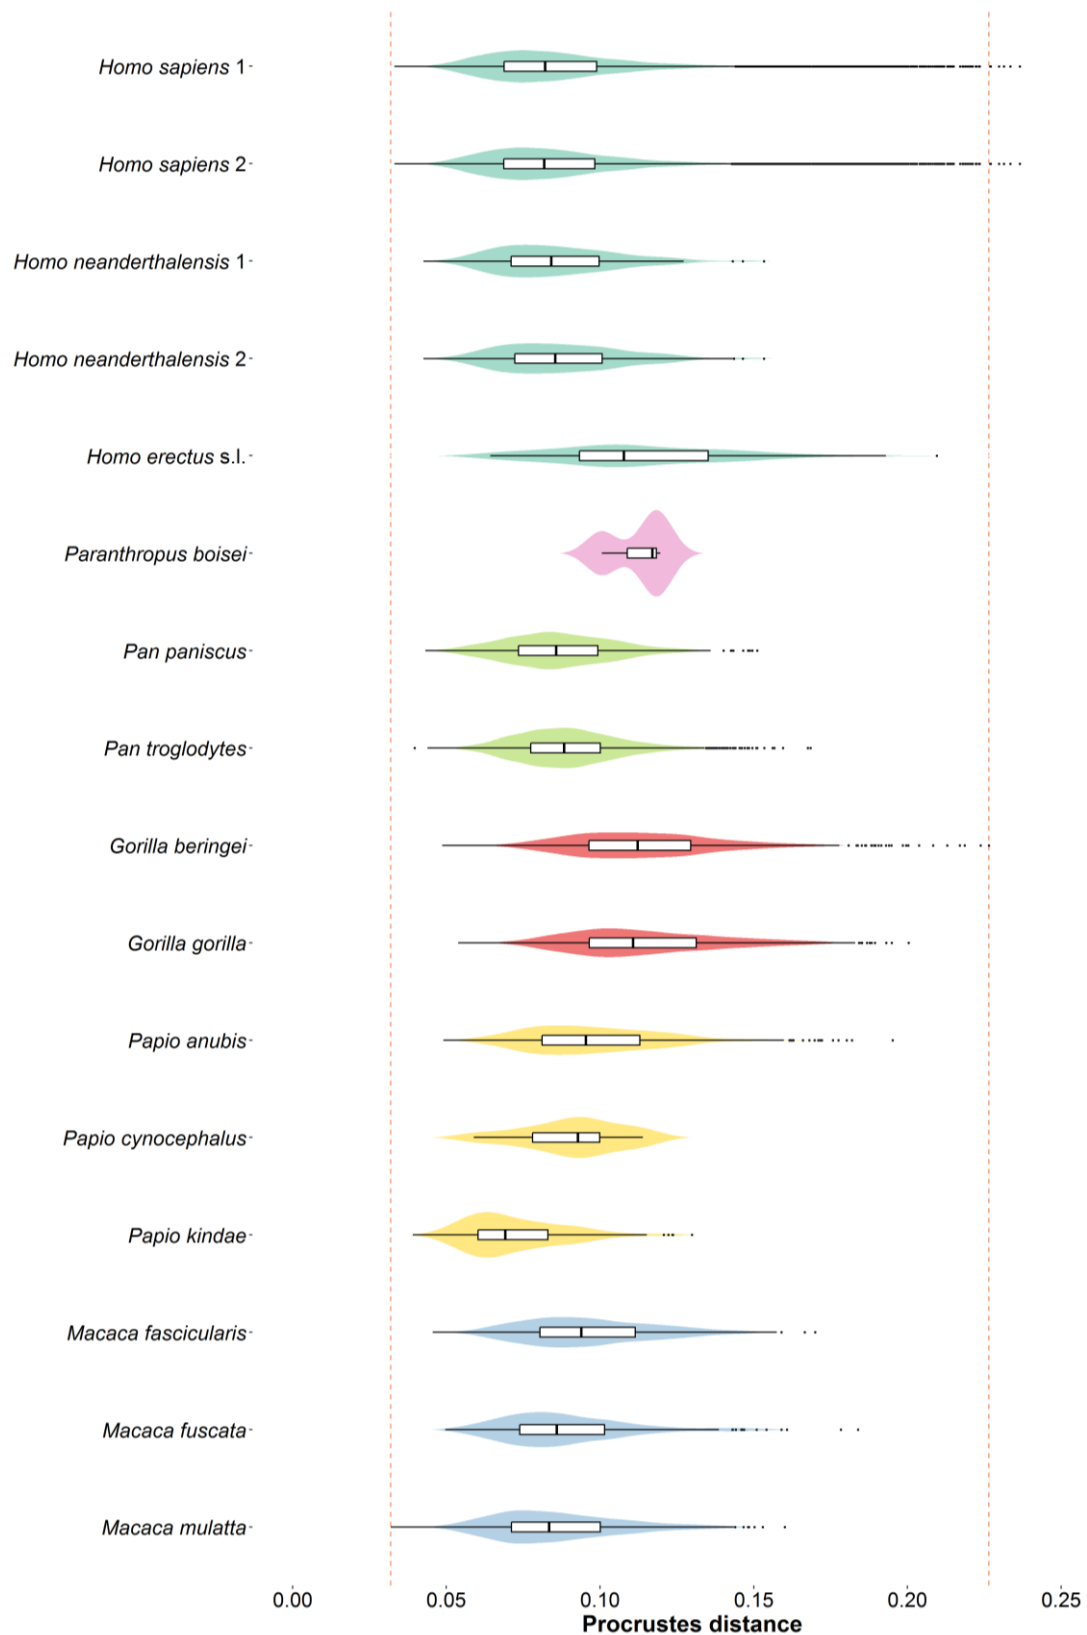 Homo sapiens 1
Homo sapiens 2
Homo neanderthalensis 1
Homo neanderthalensis 2
Homo erectus s.l.
Paranthropus boisei
Pan paniscus
Pan troglodytes
Gorilla beringei
Gorilla gorilla
Papio anubis
Papio cynocephalus
Papio kindae
Macaca fascicularis
Macaca fuscata
Macaca mulatta
0.00 0.05 0.10 0.15 0.20 0.25
Procrustes distance